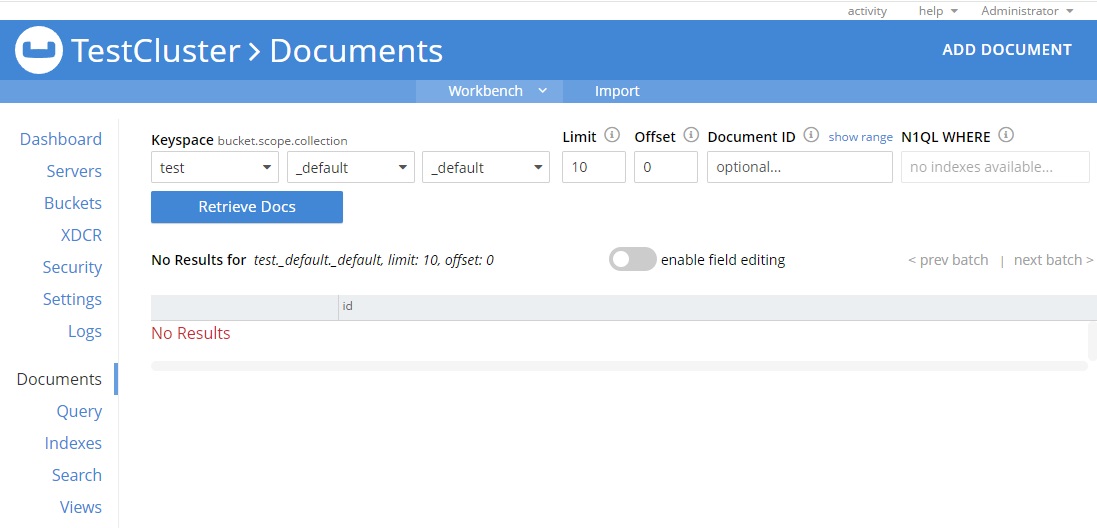 activity help Administrator
TestCluster > Documents ADD DOCUMENT
Workbench Import
Dashboard
Servers
Buckets
XDCR
Security
Settings
Logs
Documents
Query
Indexes
Search
Views
Keyspace bucket.scope.collection Limit Offset Document ID show range N1QL WHERE
test _default _default 10 0 optional... no indexes available...
Retrieve Docs
No Results for test._default._default, limit: 10, offset: 0 enable field editing < prev batch | next batch >
id
No Results